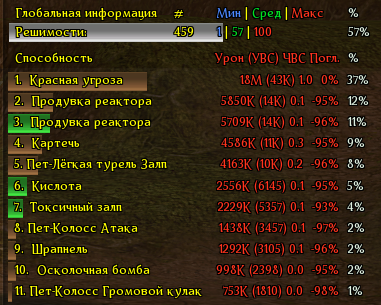 Глобальная информация # Мин | Сред | Макс %
Решимости: 459 1 | 57 | 100 57%
Способность Урон (УВС) ЧВС Погл. %
1. Красная угроза 18M (43K) 1.0 0% 37%
2. Продувка реактора 5850K (14K) 0.1 -95% 12%
3. Продувка реактора 5709K (14K) 0.1 -96% 11%
4. Картечь 4586K (11K) 0.3 -95% 9%
5. Пет-Лёгкая турель Залп 4163K (10K) 0.2 -96% 8%
6. Кислота 2556K (6145) 0.1 -95% 5%
7. Токсичный залп 2229K (5357) 0.1 -93% 4%
8. Пет-Колосс Атака 1438K (3457) 0.1 -97% 2%
9. Шрапнель 1292K (3105) 0.1 -96% 2%
10. Осколочная бомба 998K (2398) 0.0 -95% 2%
11. Пет-Колосс Громовой кулак 753K (1810) 0.0 -98% 1%